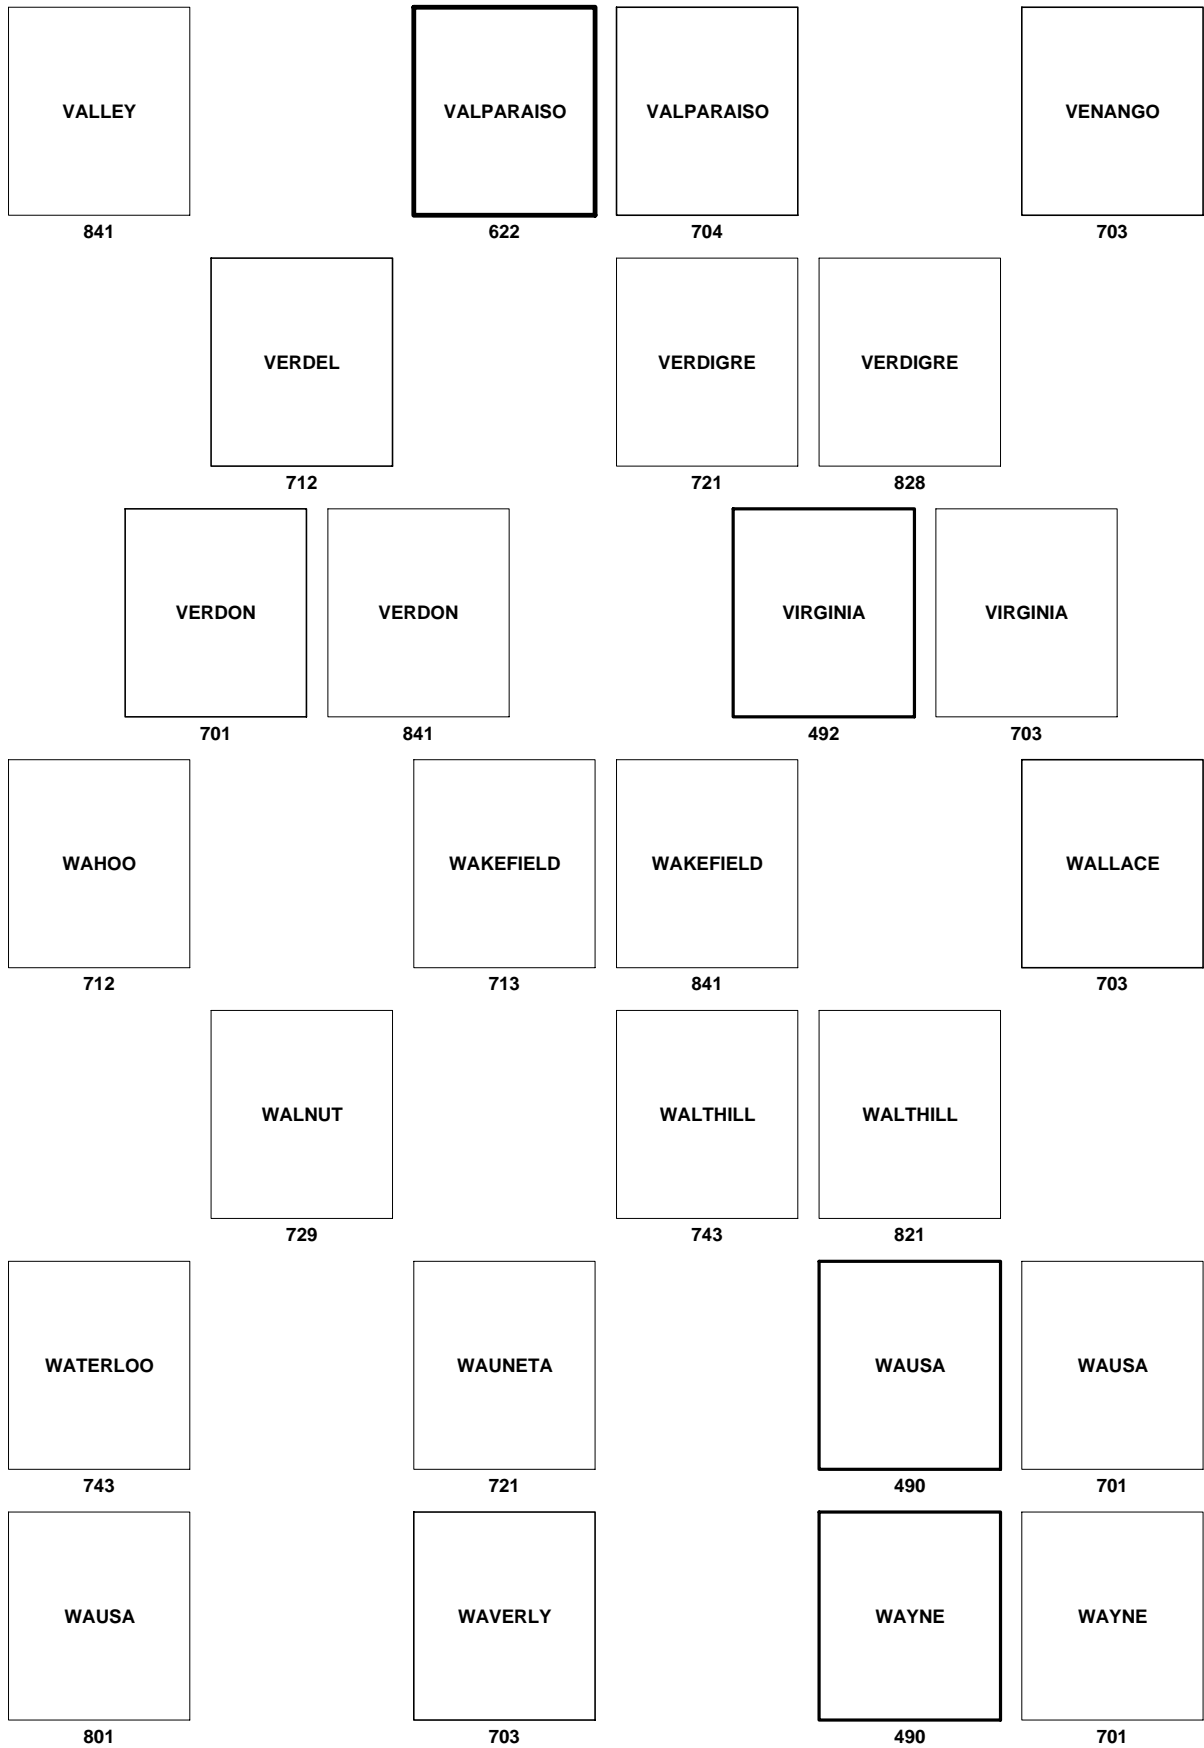 VALLEY VALPARAISO VALPARAISO VENANGO
841 622 704 703
VERDEL VERDIGRE VERDIGRE
712 721 828
VERDON VERDON VIRGINIA VIRGINIA
701 841 492 703
WAHOO WAKEFIELD WAKEFIELD WALLACE
712 713 841 703
WALNUT WALTHILL WALTHILL
729 743 821
WATERLOO WAUNETA WAUSA WAUSA
743 721 490 701
WAUSA WAVERLY WAYNE WAYNE
801 703 490 701